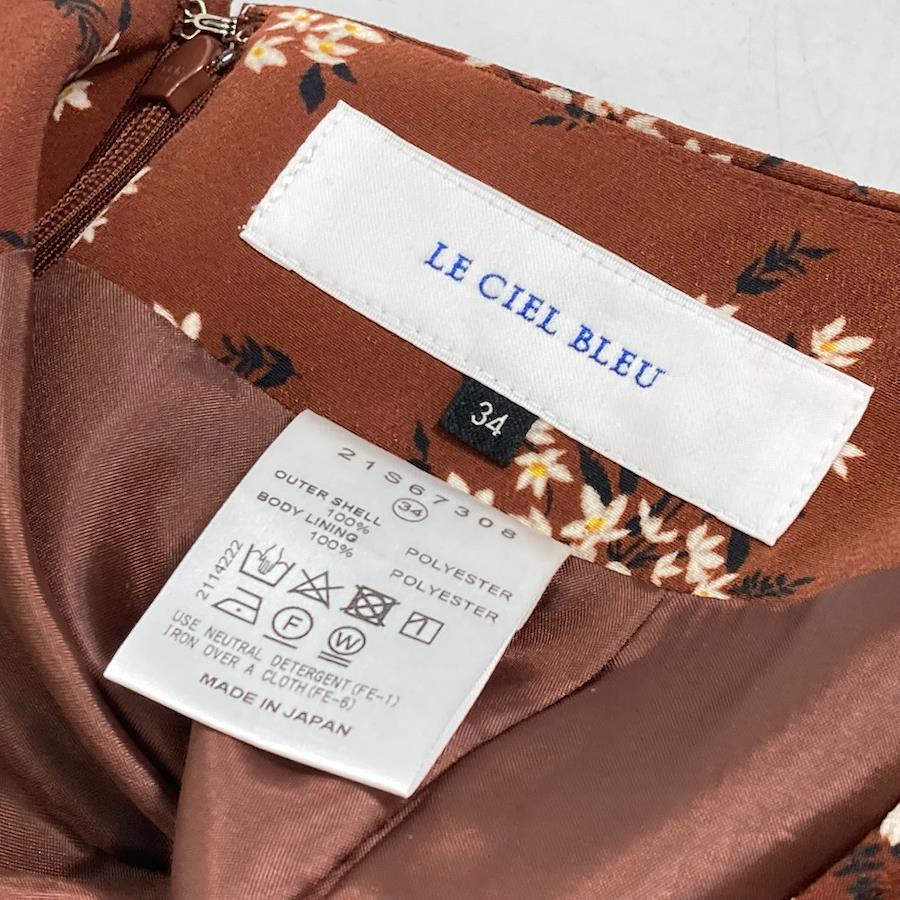 LE CIEL BLEU
34
21S67308
34
OUTER SHELL
100% POLYESTER
BODY LINING
100% POLYESTER
2114222
F
W
USE NEUTRAL DETERGENT(FE-1)
IRON OVER A CLOTH(FE-6)
MADE IN JAPAN